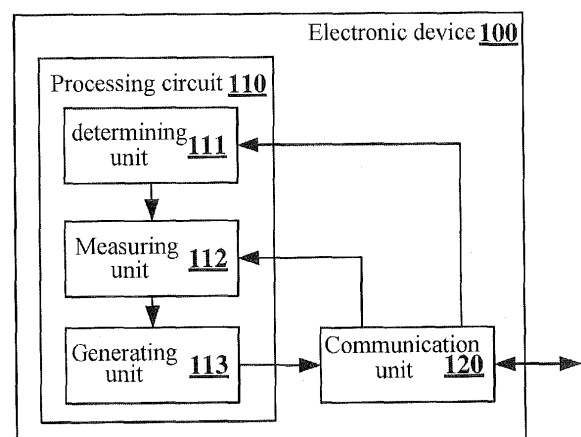 Electronic device 100
Processing circuit 110
determining
unit 111
Measuring
unit 112
Generating
unit 113
Communication
unit 120